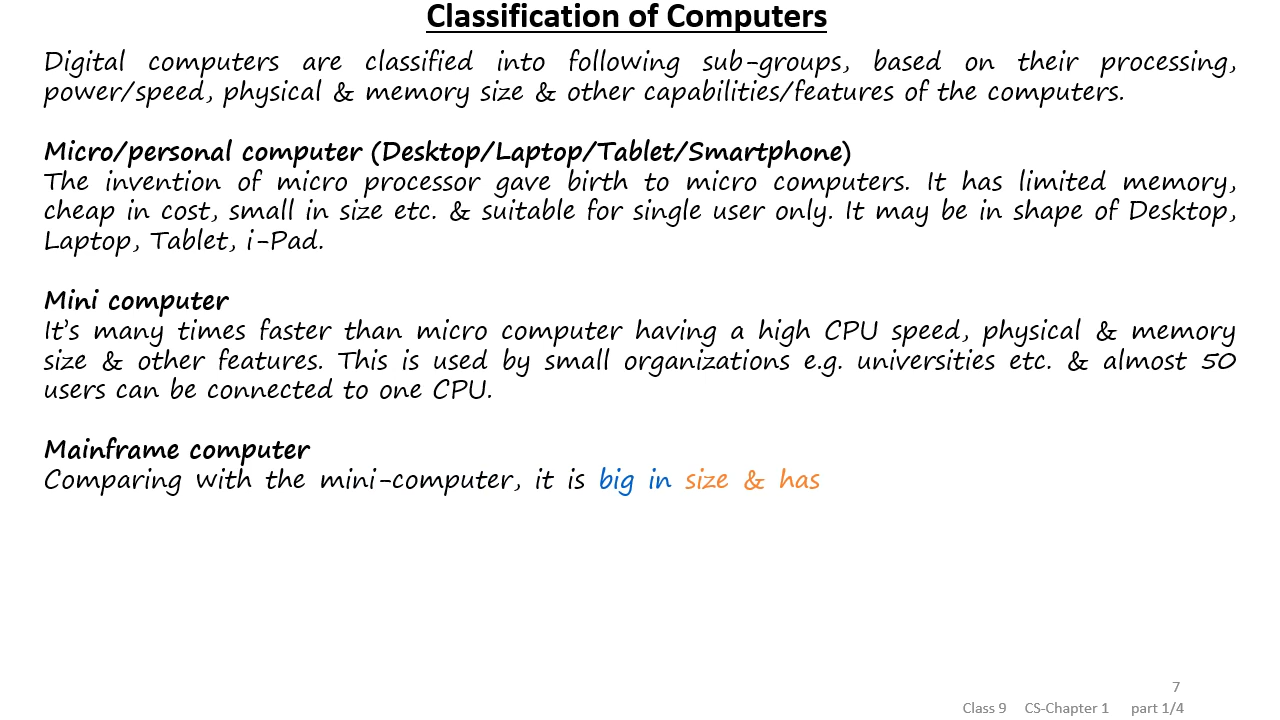 Classification of Computers
Digital computers are classified into following sub-groups, based on their processing,
power/speed, physical & memory size & other capabilities/features of the computers.
Micro/personal computer (Desktop/Laptop/Tablet/Smartphone)
The invention of micro processor gave birth to micro computers. It has limited memory,
cheap in cost, small in size etc. & suitable for single user only. It may be in shape of Desktop,
Laptop, Tablet, i-Pad.
Mini computer
It's many times faster than micro computer having a high CPU speed, physical & memory
size & other features. This is used by small organizations e.g. universities etc. & almost 50
users can be connected to one CPU.
Mainframe computer
Comparing with the mini-computer, it is big in size & has
7
Class 9 CS-Chapter 1 part 1/4